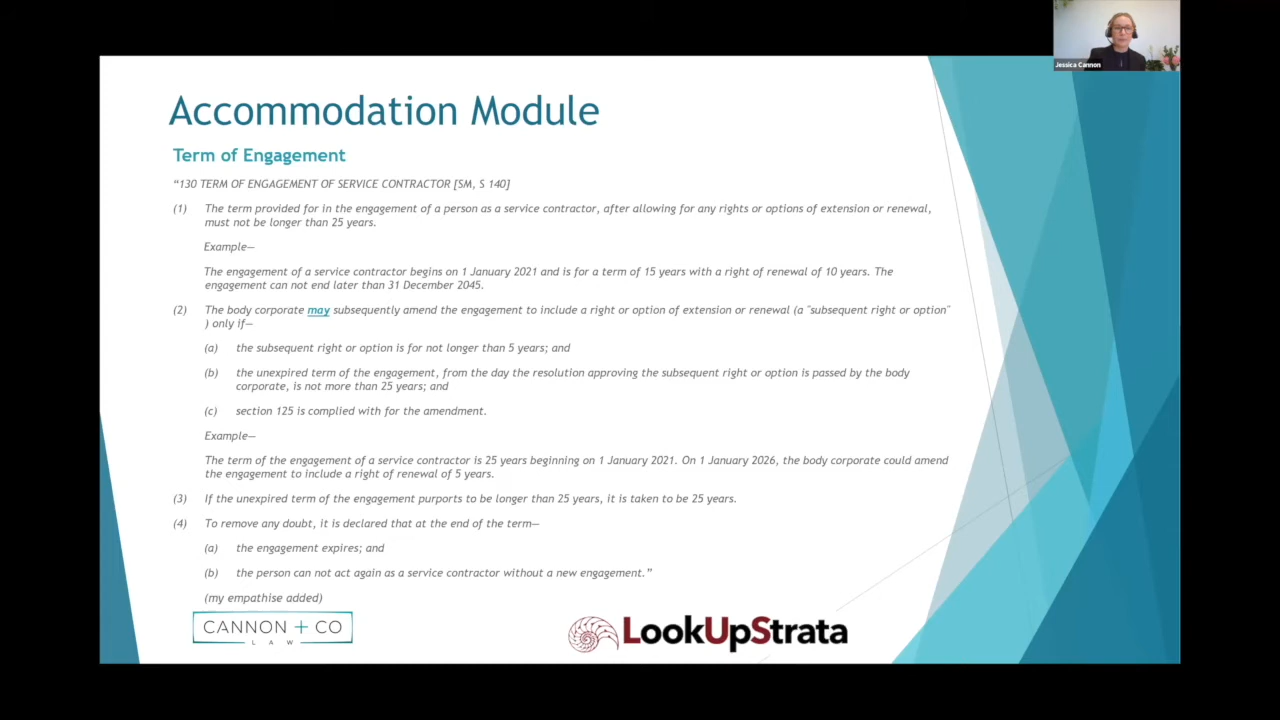 Jessica Cannon
Accommodation Module
Term of Engagement
“130 TERM OF ENGAGEMENT OF SERVICE CONTRACTOR [SM, S 140]
(1) The term provided for in the engagement of a person as a service contractor, after allowing for any rights or options of extension or renewal,
must not be longer than 25 years.
Example—
The engagement of a service contractor begins on 1 January 2021 and is for a term of 15 years with a right of renewal of 10 years. The
engagement can not end later than 31 December 2045.
(2) The body corporate may subsequently amend the engagement to include a right or option of extension or renewal (a "subsequent right or option"
) only if—
(a) the subsequent right or option is for not longer than 5 years; and
(b) the unexpired term of the engagement, from the day the resolution approving the subsequent right or option is passed by the body
corporate, is not more than 25 years; and
(c) section 125 is complied with for the amendment.
Example—
The term of the engagement of a service contractor is 25 years beginning on 1 January 2021. On 1 January 2026, the body corporate could amend
the engagement to include a right of renewal of 5 years.
(3) If the unexpired term of the engagement purports to be longer than 25 years, it is taken to be 25 years.
(4) To remove any doubt, it is declared that at the end of the term—
(a) the engagement expires; and
(b) the person can not act again as a service contractor without a new engagement.”
(my empathise added)
CANNON + CO
LAW
LookUpStrata